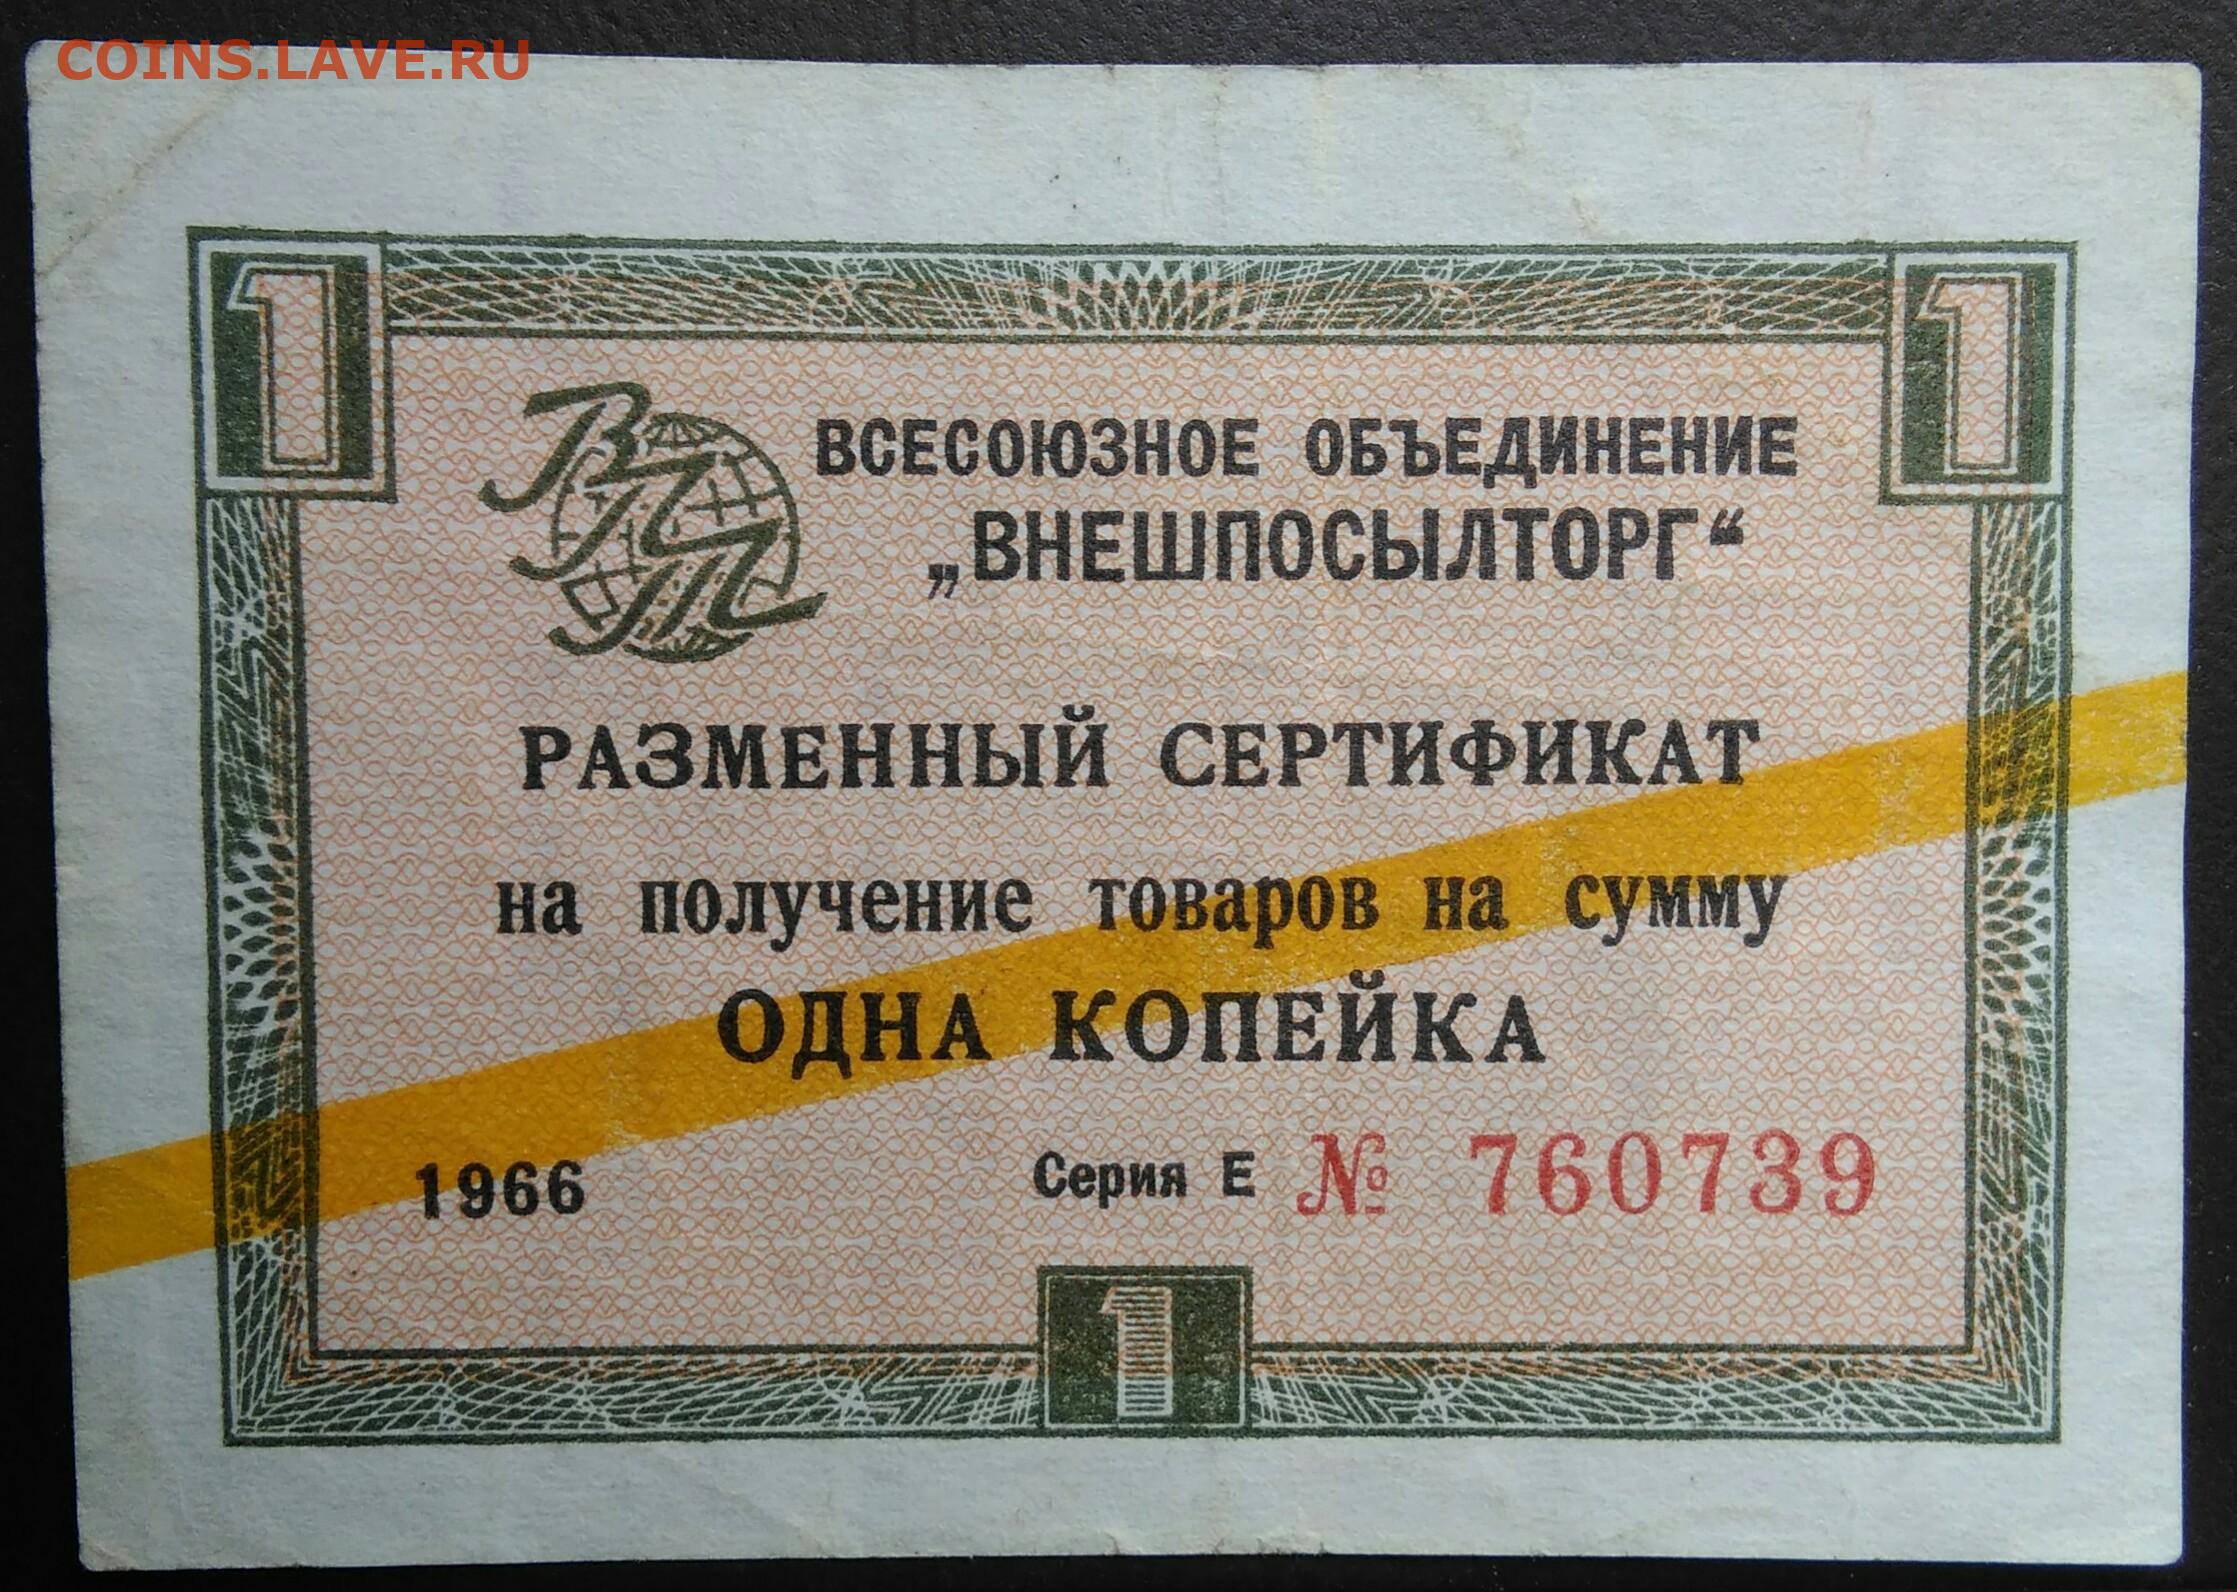 COINS.LAVE.RU
1 1
ВПТ
ВСЕСОЮЗНОЕ ОБЪЕДИНЕНИЕ
„ВНЕШПОСЫЛТОРГ“
РАЗМЕННЫЙ СЕРТИФИКАТ
на получение товаров на сумму
ОДНА КОПЕЙКА
1966 Серия Е № 760739
1